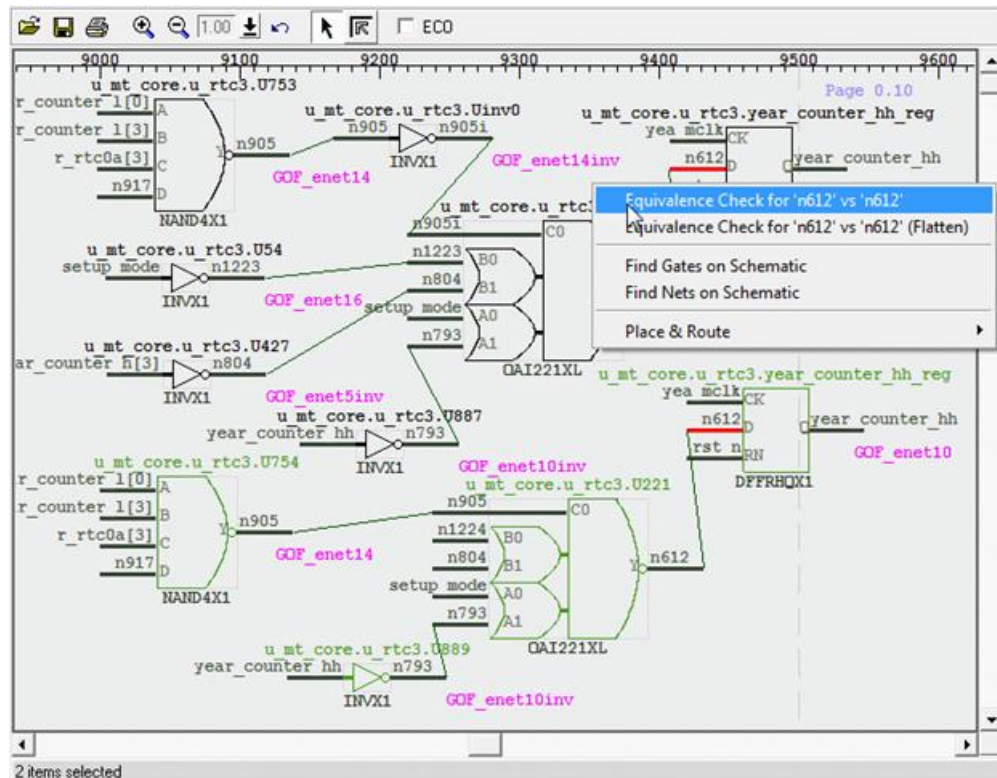 1.00 ECO
9000 9100 9200 9300 9400 9500 9600
u_mt_core.u_rtc3.U753
Page 0.10
r_counter_l[0] A
u_mt_core.u_rtc3.Uinv0
u_mt_core.u_rtc3.year_counter_hh_reg
r_counter_l[3] B
n905 n905i
yea_mclk CK
r_rtc0a[3] C
Y n905
INVX1
GOF_enet14inv
n612 D Q year_counter_hh
n917 D
GOF_enet14
NAND4X1
Equivalence Check for 'n612' vs 'n612'
u_mt_core.u_rtc
n905i C0
Equivalence Check for 'n612' vs 'n612' (Flatten)
u_mt_core.u_rtc3.U54
n1223 B0
setup_mode n1223
Find Gates on Schematic
n804 B1
INVX1
GOF_enet16
Find Nets on Schematic
setup_mode A0
n793 A1
Place & Route
u_mt_core.u_rtc3.U427
ar_counter_h[3] n804
OAI221XL
u_mt_core.u_rtc3.year_counter_hh_reg
INVX1
GOF_enet5inv
yea_mclk CK
u_mt_core.u_rtc3.U887
n612 D Q year_counter_hh
year_counter_hh n793
rst_n RN
GOF_enet10
INVX1
GOF_enet10inv
DFFRHQX1
u_mt_core.u_rtc3.U754
u_mt_core.u_rtc3.U221
r_counter_l[0] A
n905 C0
r_counter_l[3] B
Y n905
n1224 B0
r_rtc0a[3] C
GOF_enet14
n804 B1
Y n612
n917 D
setup_mode A0
NAND4X1
n793 A1
u_mt_core.u_rtc3.U889
OAI221XL
year_counter_hh n793
INVX1
GOF_enet10inv
2 items selected